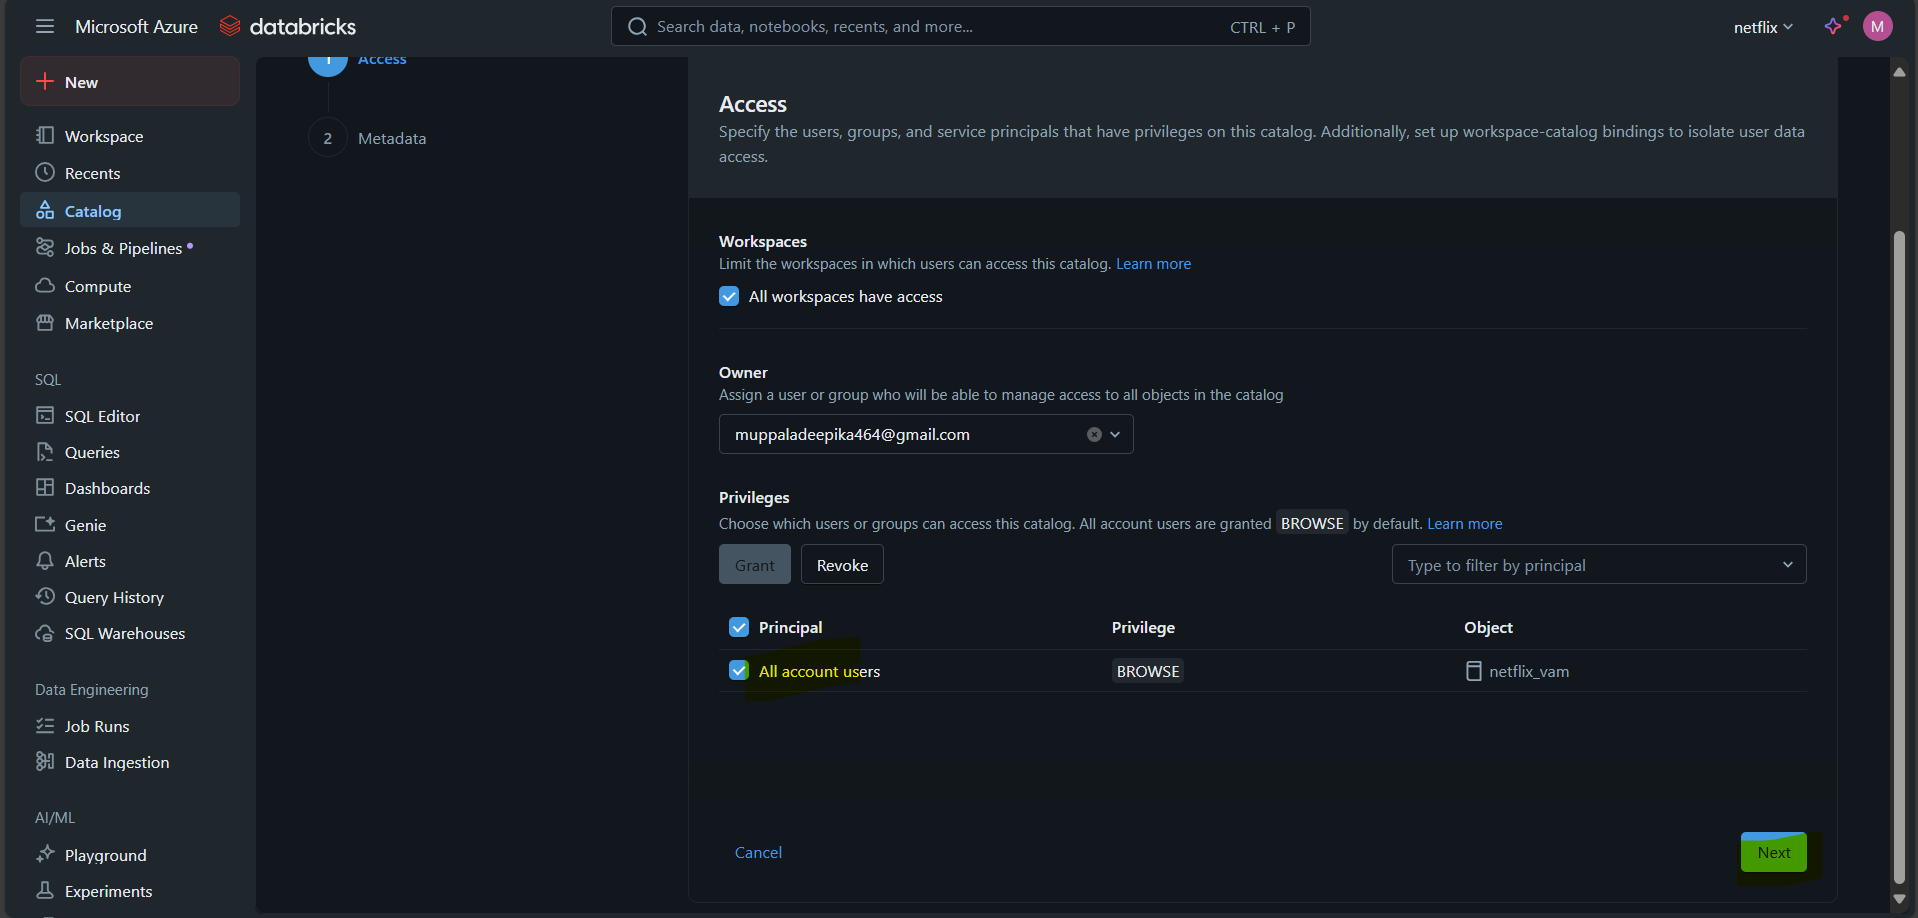 Microsoft Azure databricks
Search data, notebooks, recents, and more... CTRL + P
netflix
M
New
Workspace
Recents
Catalog
Jobs & Pipelines
Compute
Marketplace
SQL
SQL Editor
Queries
Dashboards
Genie
Alerts
Query History
SQL Warehouses
Data Engineering
Job Runs
Data Ingestion
AI/ML
Playground
Experiments
1 Access
2 Metadata
Access
Specify the users, groups, and service principals that have privileges on this catalog. Additionally, set up workspace-catalog bindings to isolate user data
access.
Workspaces
Limit the workspaces in which users can access this catalog. Learn more
All workspaces have access
Owner
Assign a user or group who will be able to manage access to all objects in the catalog
muppaladeepika464@gmail.com
Privileges
Choose which users or groups can access this catalog. All account users are granted BROWSE by default. Learn more
Grant Revoke Type to filter by principal
Principal Privilege Object
All account users BROWSE netflix_vam
Cancel Next